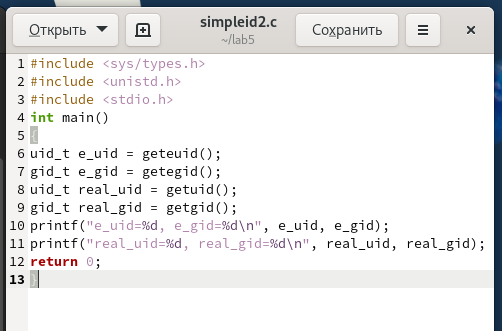 Открыть
simpleid2.c
~/lab5
Сохранить
1 #include <sys/types.h>
2 #include <unistd.h>
3 #include <stdio.h>
4 int main()
5 {
6 uid_t e_uid = geteuid();
7 gid_t e_gid = getegid();
8 uid_t real_uid = getuid();
9 gid_t real_gid = getgid();
10 printf("e_uid=%d, e_gid=%d\n", e_uid, e_gid);
11 printf("real_uid=%d, real_gid=%d\n", real_uid, real_gid);
12 return 0;
13 }